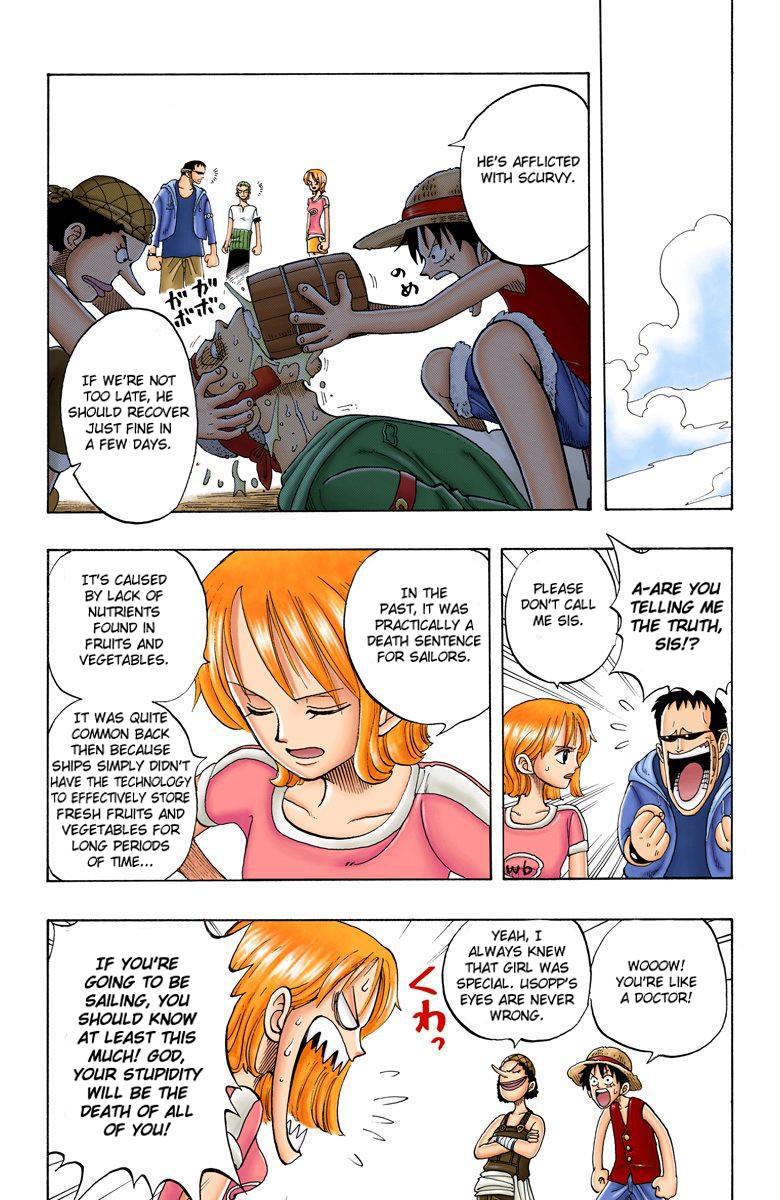 HE'S AFFLICTED
WITH SCURVY.
のめ
ガボ
ガボ
IF WE'RE NOT
TOO LATE, HE
SHOULD RECOVER
JUST FINE IN
A FEW DAYS.
A-ARE YOU
TELLING ME
THE TRUTH,
SIS!?
PLEASE
DON'T CALL
ME SIS.
IN THE
PAST, IT WAS
PRACTICALLY A
DEATH SENTENCE
FOR SAILORS.
IT'S CAUSED
BY LACK OF
NUTRIENTS
FOUND IN
FRUITS AND
VEGETABLES.
IT WAS QUITE
COMMON BACK
THEN BECAUSE
SHIPS SIMPLY DIDN'T
HAVE THE TECHNOLOGY
TO EFFECTIVELY STORE
FRESH FRUITS AND
VEGETABLES FOR
LONG PERIODS
OF TIME...
WOOOW!
YOU'RE LIKE
A DOCTOR!
YEAH, I
ALWAYS KNEW
THAT GIRL WAS
SPECIAL. USOPP'S
EYES ARE NEVER
WRONG.
くわっ
IF YOU'RE
GOING TO BE
SAILING, YOU
SHOULD KNOW
AT LEAST THIS
MUCH! GOD,
YOUR STUPIDITY
WILL BE THE
DEATH OF ALL
OF YOU!